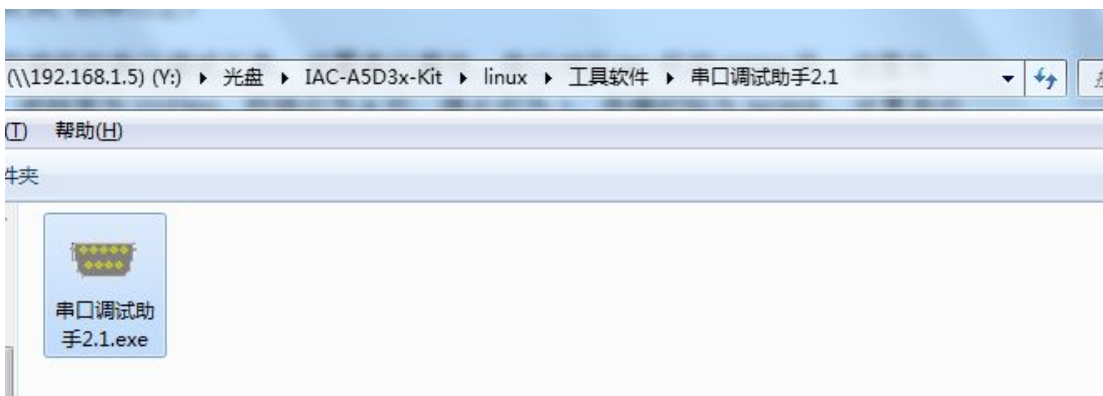 (\\192.168.1.5) (Y:) ▸ 光盘 ▸ IAC-A5D3x-Kit ▸ linux ▸ 工具软件 ▸ 串口调试助手2.1
(T) 帮助(H)
件夹
串口调试助
手2.1.exe